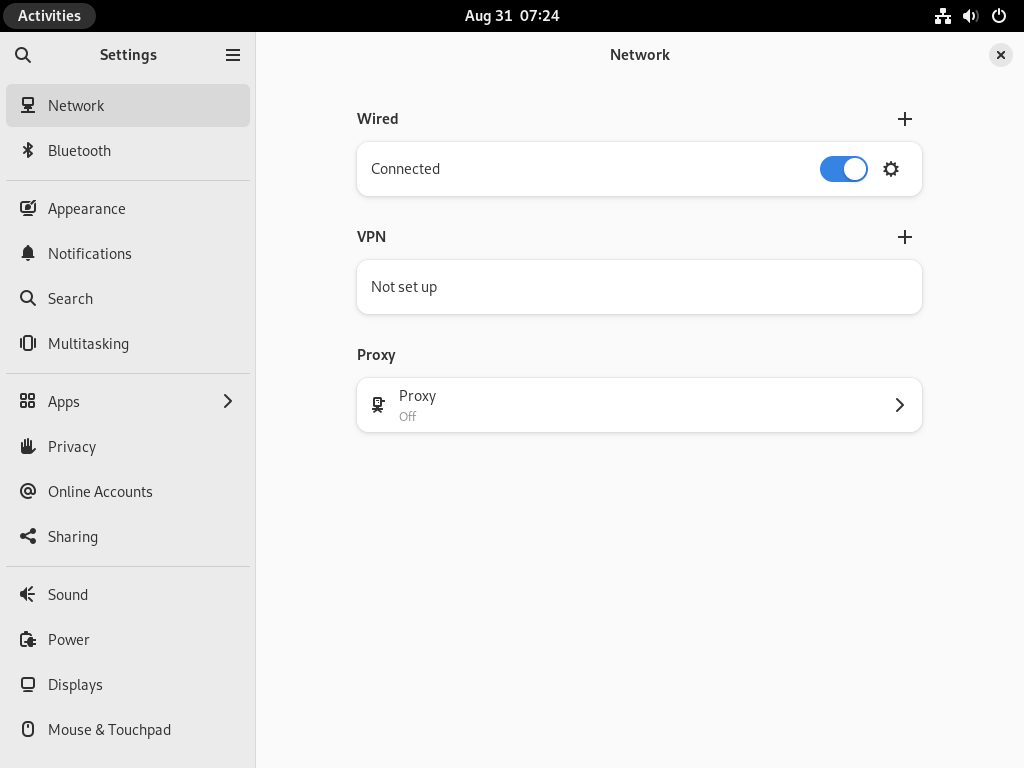 Activities
Aug 31 07:24
Settings
Network
Bluetooth
Appearance
Notifications
Search
Multitasking
Apps
Privacy
Online Accounts
Sharing
Sound
Power
Displays
Mouse & Touchpad
Network
Wired
Connected
VPN
Not set up
Proxy
Proxy
Off